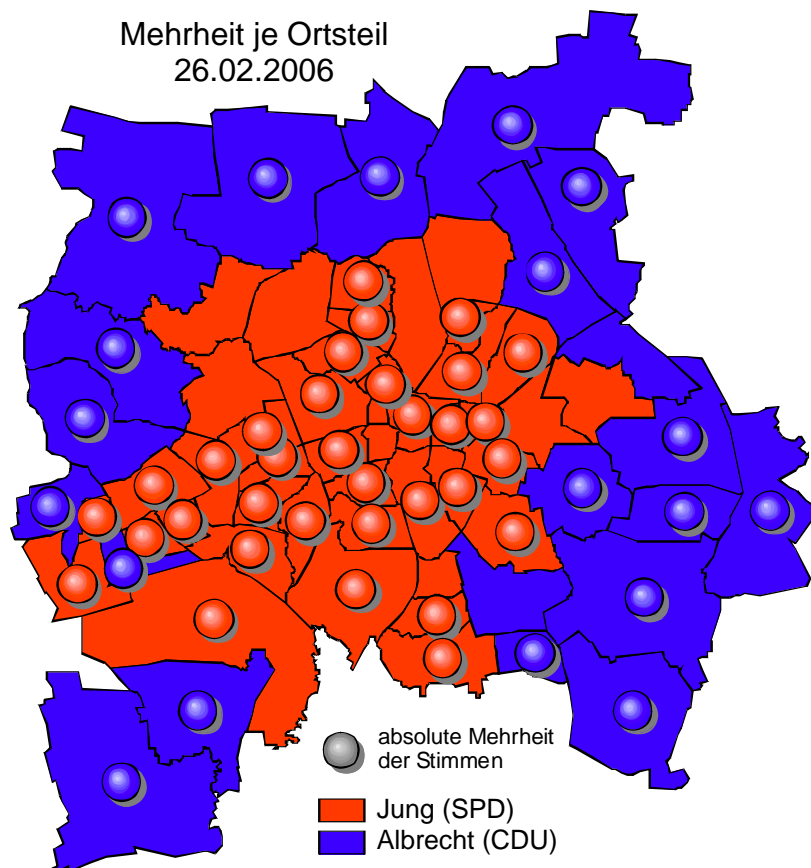 Mehrheit je Ortsteil
26.02.2006
absolute Mehrheit
der Stimmen
Jung (SPD)
Albrecht (CDU)